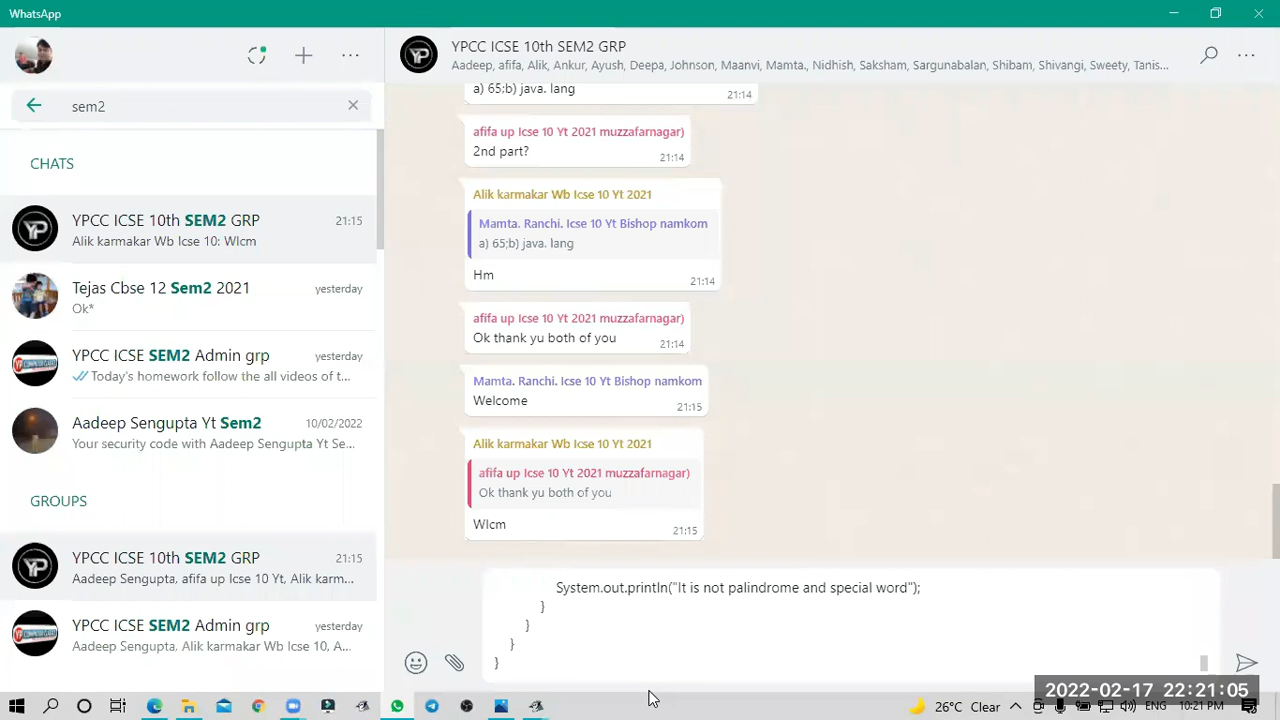 WhatsApp
sem2
CHATS
YPCC ICSE 10th SEM2 GRP
21:15
Alik karmakar Wb Icse 10: Wlcm
Tejas Cbse 12 Sem2 2021
yesterday
Ok*
YPCC ICSE SEM2 Admin grp
yesterday
Today's homework follow the all videos of t...
Aadeep Sengupta Yt Sem2
10/02/2022
Your security code with Aadeep Sengupta Yt Se...
GROUPS
YPCC ICSE 10th SEM2 GRP
21:15
Aadeep Sengupta, afifa up Icse 10 Yt, Alik karm...
YPCC ICSE SEM2 Admin grp
yesterday
Aadeep Sengupta, Alik karmakar Wb Icse 10, A...
YP
YPCC ICSE 10th SEM2 GRP
Aadeep, afifa, Alik, Ankur, Ayush, Deepa, Johnson, Maanvi, Mamta., Nidhish, Saksham, Sargunabalan, Shibam, Shivangi, Sweety, Tanis...
a) 65;b) java. lang
21:14
afifa up Icse 10 Yt 2021 muzzafarnagar)
2nd part?
21:14
Alik karmakar Wb Icse 10 Yt 2021
Mamta. Ranchi. Icse 10 Yt Bishop namkom
a) 65;b) java. lang
Hm
21:14
afifa up Icse 10 Yt 2021 muzzafarnagar)
Ok thank yu both of you
21:14
Mamta. Ranchi. Icse 10 Yt Bishop namkom
Welcome
21:15
Alik karmakar Wb Icse 10 Yt 2021
afifa up Icse 10 Yt 2021 muzzafarnagar)
Ok thank yu both of you
Wlcm
21:15
System.out.println("It is not palindrome and special word");
}
}
}
}
2022-02-17 22:21:05
26°C Clear
ENG
10:21 PM